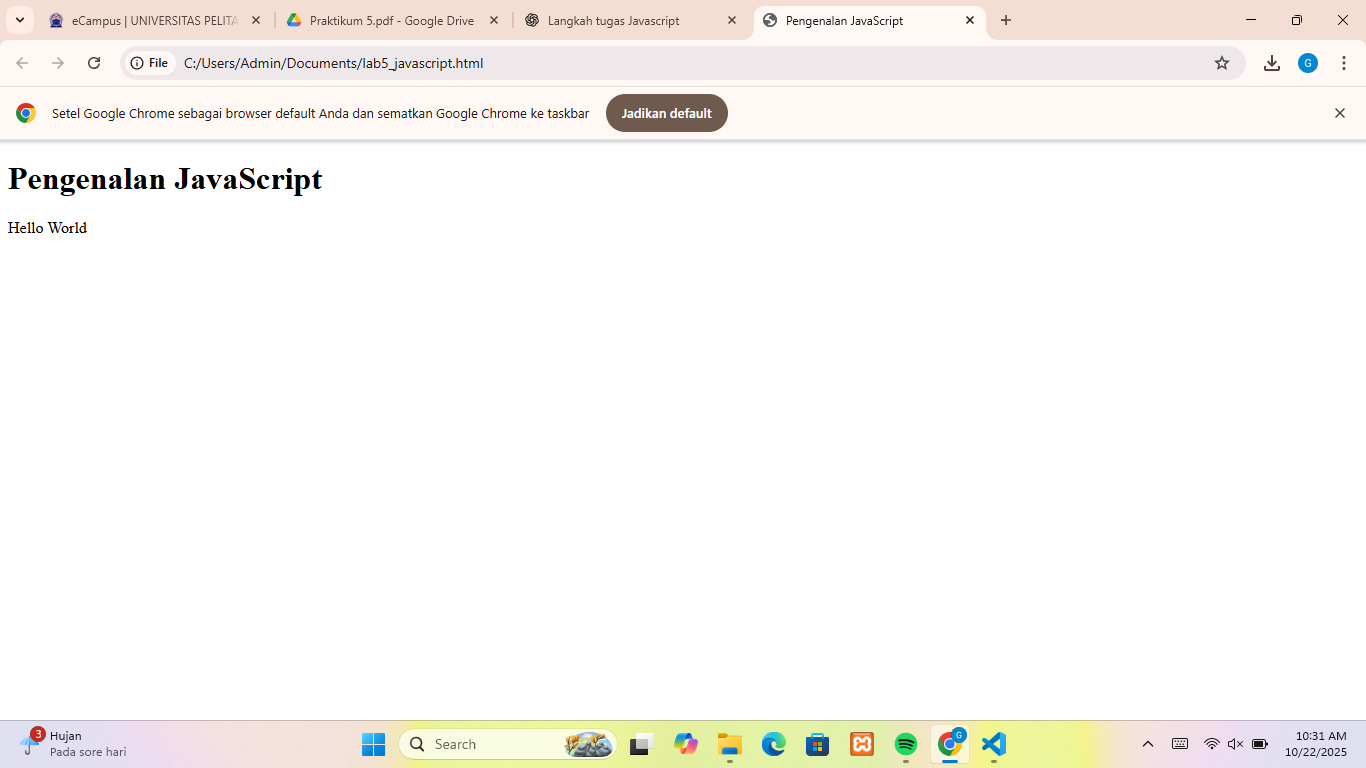 eCampus | UNIVERSITAS PELITA
Praktikum 5.pdf - Google Drive
Langkah tugas Javascript
Pengenalan JavaScript
File
C:/Users/Admin/Documents/lab5_javascript.html
G
Setel Google Chrome sebagai browser default Anda dan sematkan Google Chrome ke taskbar
Jadikan default
Pengenalan JavaScript
Hello World
3
Hujan
Pada sore hari
Search
G
10:31 AM
10/22/2025